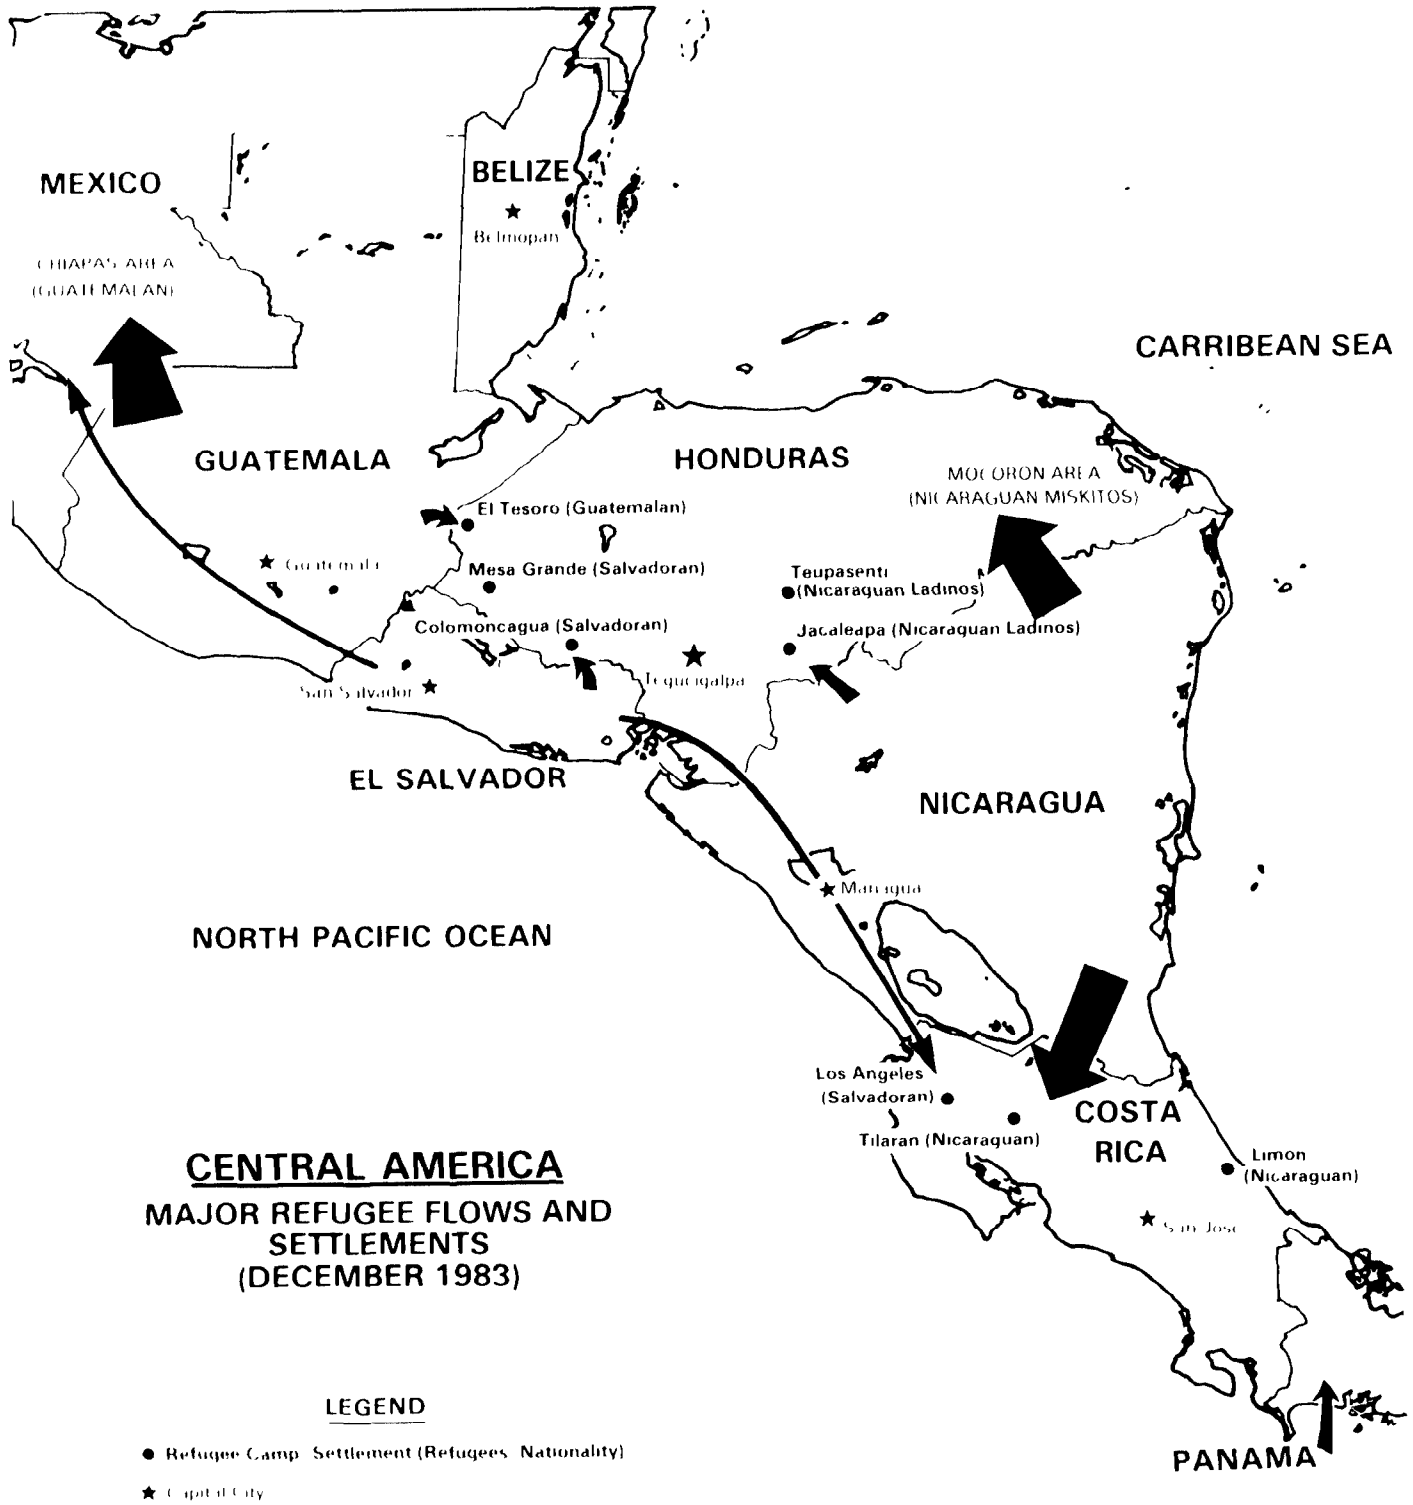 MEXICO
BELIZE
Belmopan
CHIAPAS AREA
(GUATEMALAN)
CARRIBEAN SEA
GUATEMALA
HONDURAS
MOCORON AREA
(NICARAGUAN MISKITOS)
El Tesoro (Guatemalan)
Guatemala
Mesa Grande (Salvadoran)
Teupasenti
(Nicaraguan Ladinos)
Colomoncagua (Salvadoran)
Jacaleapa (Nicaraguan Ladinos)
Tegucigalpa
San Salvador
EL SALVADOR
NICARAGUA
Managua
NORTH PACIFIC OCEAN
Los Angeles
(Salvadoran)
Tilaran (Nicaraguan)
COSTA
RICA
Limon
(Nicaraguan)
San Jose
CENTRAL AMERICA
MAJOR REFUGEE FLOWS AND
SETTLEMENTS
(DECEMBER 1983)
LEGEND
Refugee Camp Settlement (Refugees Nationality)
Capital City
PANAMA